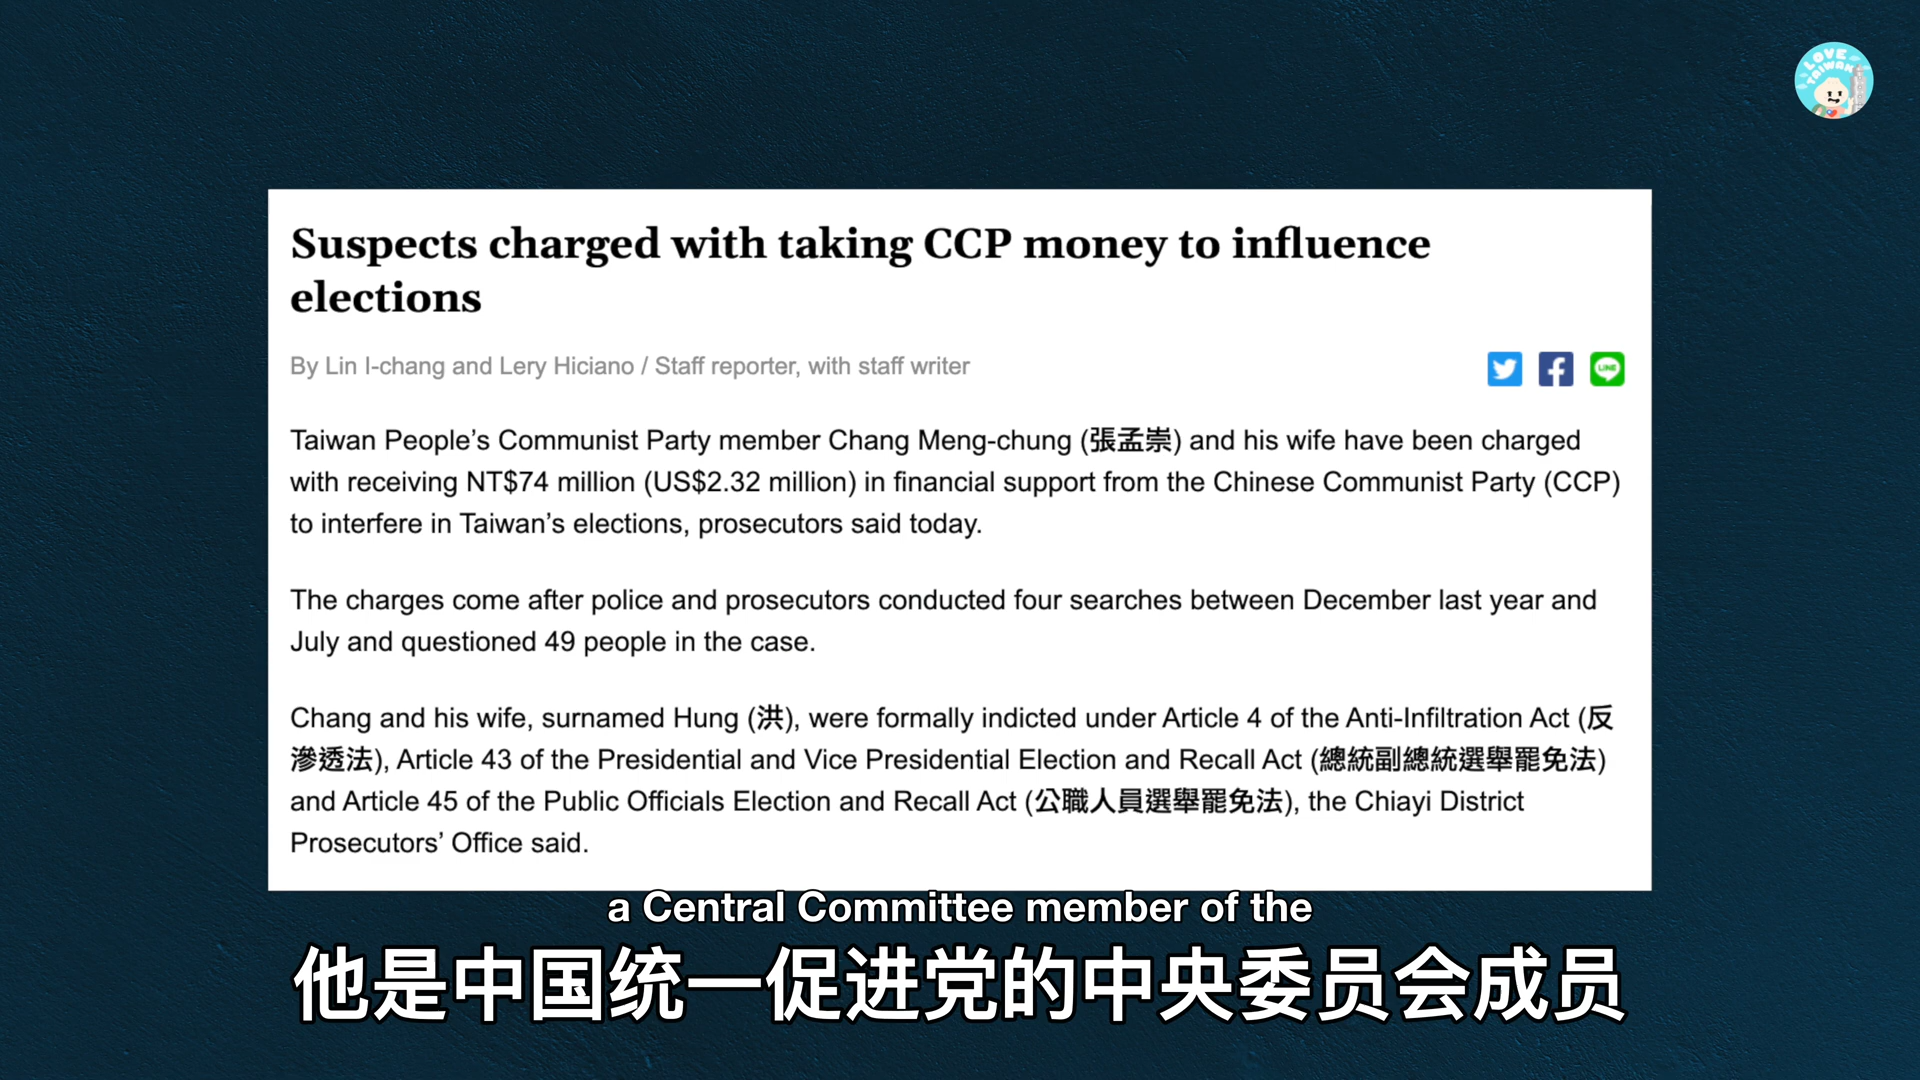 LOVE
TAIWAN
Suspects charged with taking CCP money to influence
elections
By Lin I-chang and Lery Hiciano / Staff reporter, with staff writer
LINE
Taiwan People’s Communist Party member Chang Meng-chung (張孟崇) and his wife have been charged
with receiving NT$74 million (US$2.32 million) in financial support from the Chinese Communist Party (CCP)
to interfere in Taiwan’s elections, prosecutors said today.
The charges come after police and prosecutors conducted four searches between December last year and
July and questioned 49 people in the case.
Chang and his wife, surnamed Hung (洪), were formally indicted under Article 4 of the Anti-Infiltration Act (反
滲透法), Article 43 of the Presidential and Vice Presidential Election and Recall Act (總統副總統選舉罷免法)
and Article 45 of the Public Officials Election and Recall Act (公職人員選舉罷免法), the Chiayi District
Prosecutors’ Office said.
a Central Committee member of the
他是中国统一促进党的中央委员会成员